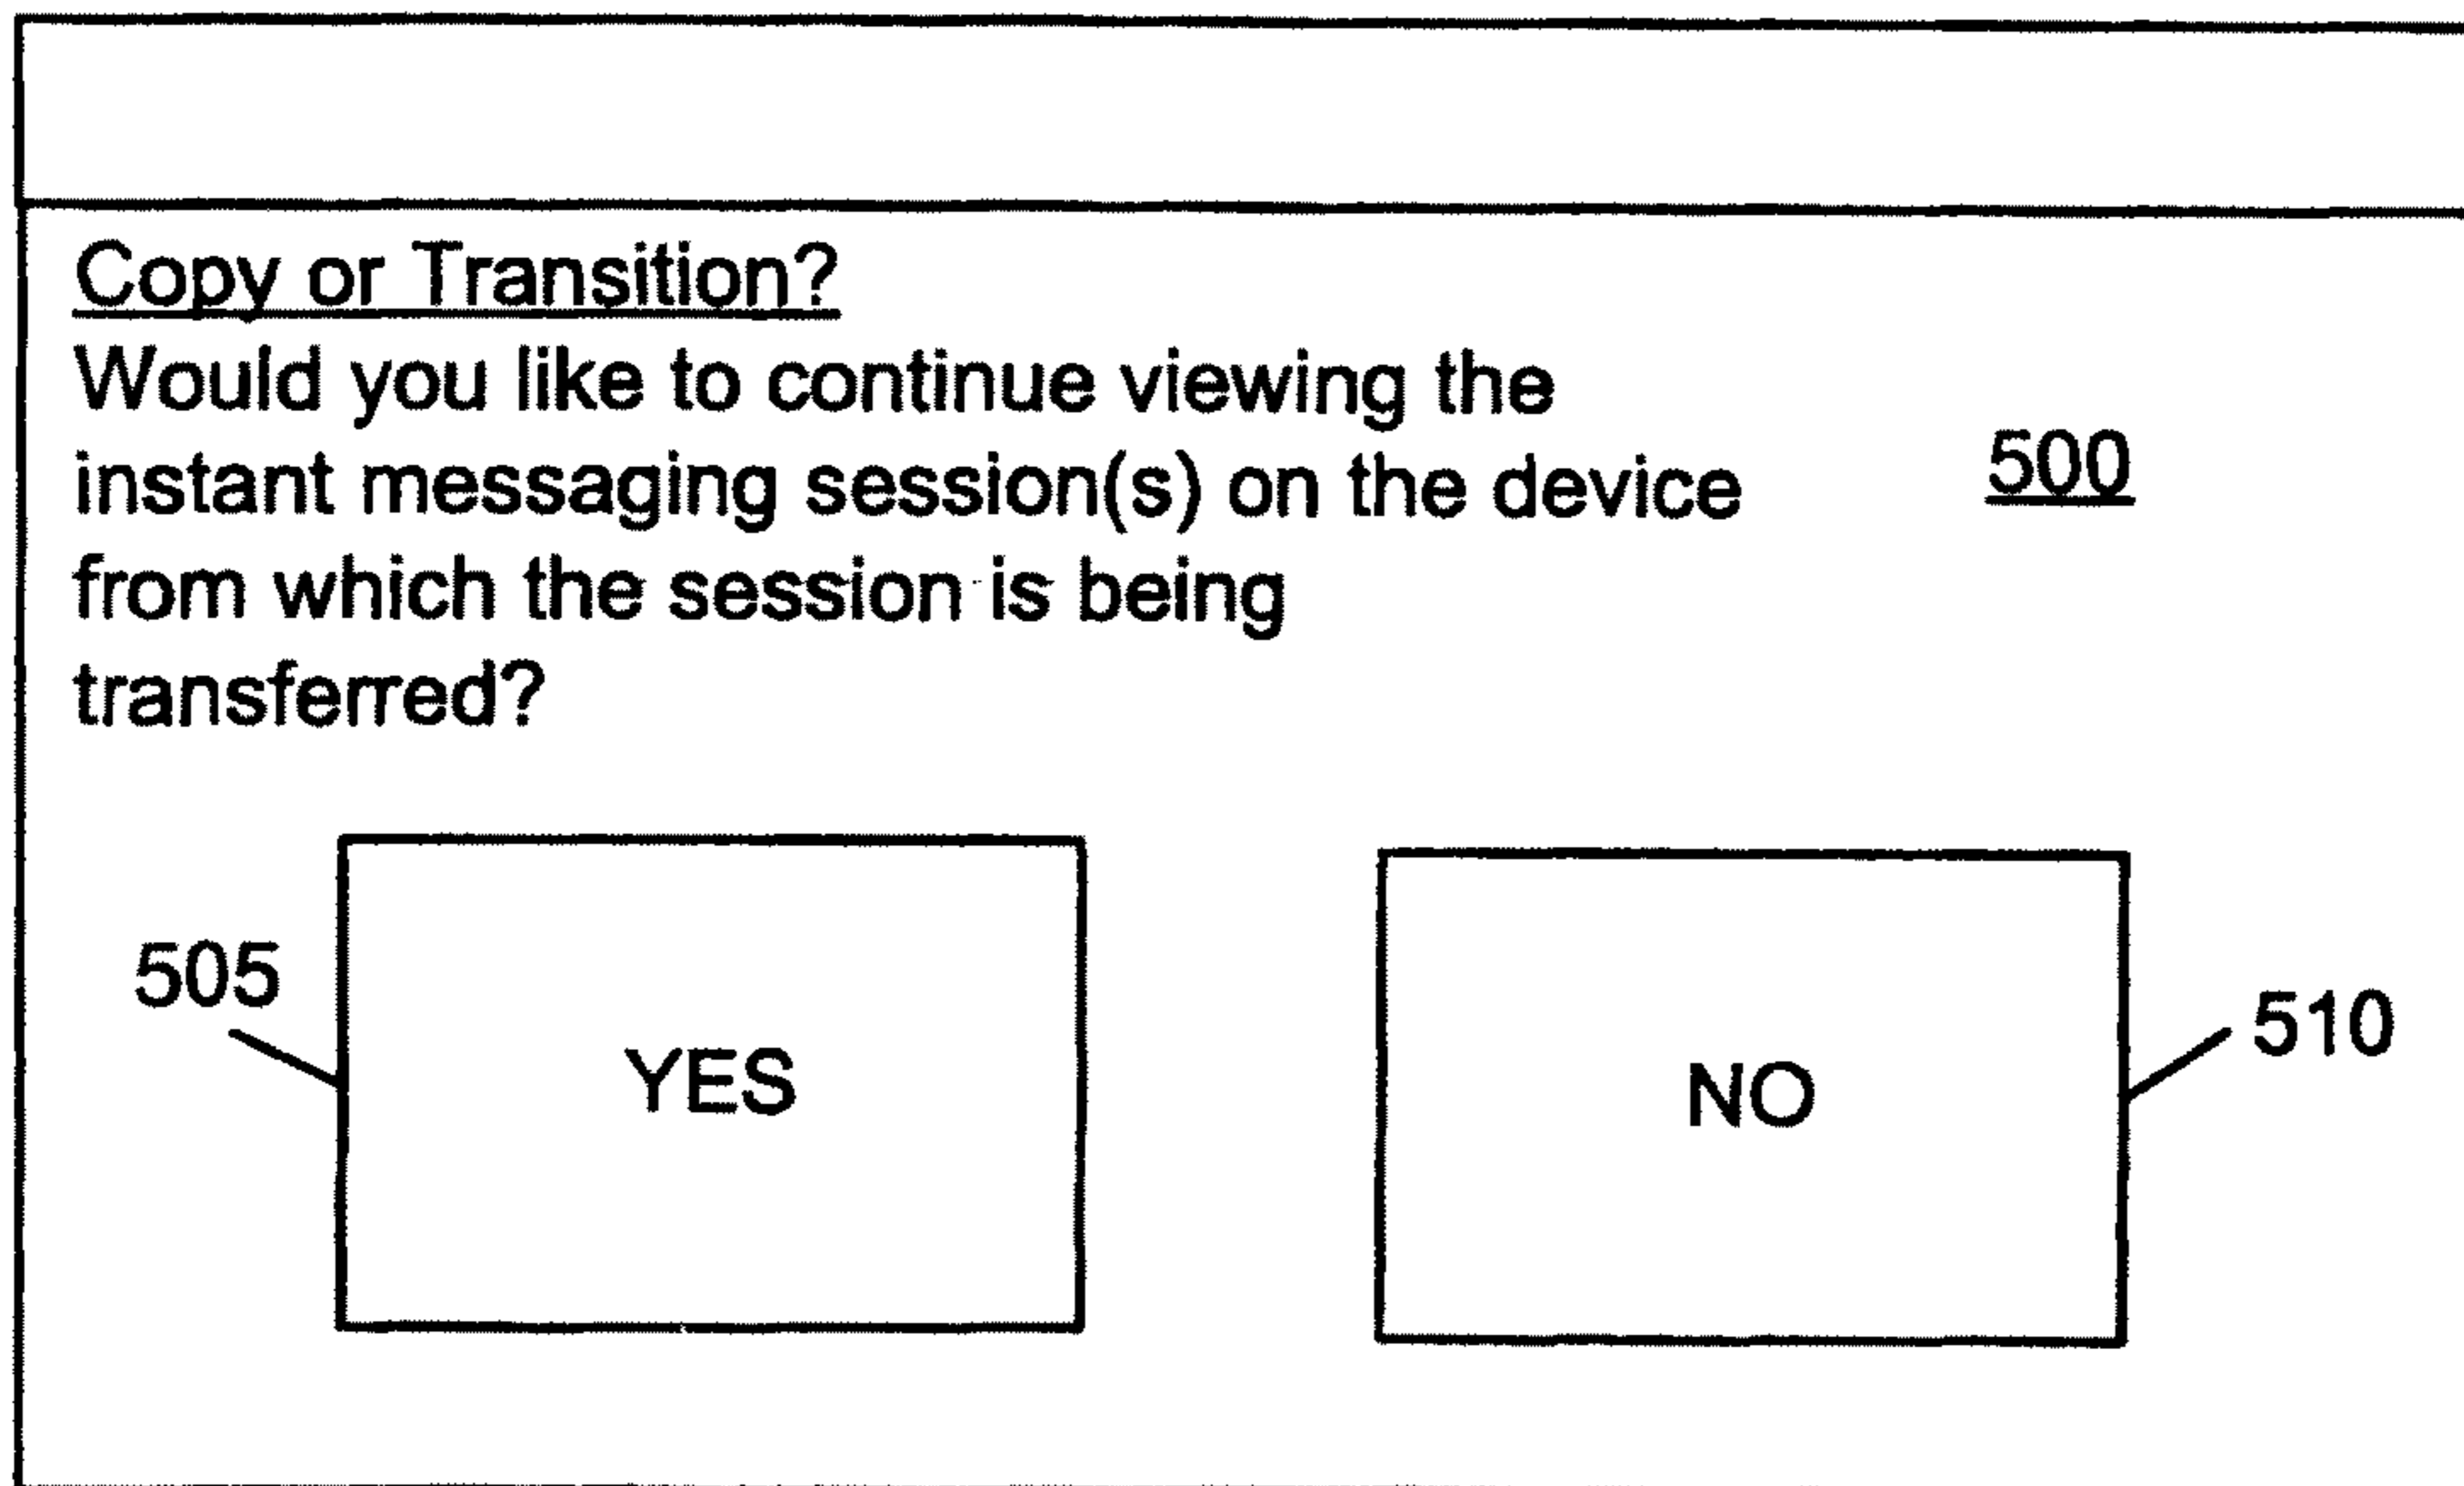 Copy or Transition?
Would you like to continue viewing the
instant messaging session(s) on the device
500
from which the session is being
transferred?
505
YES
NO
510